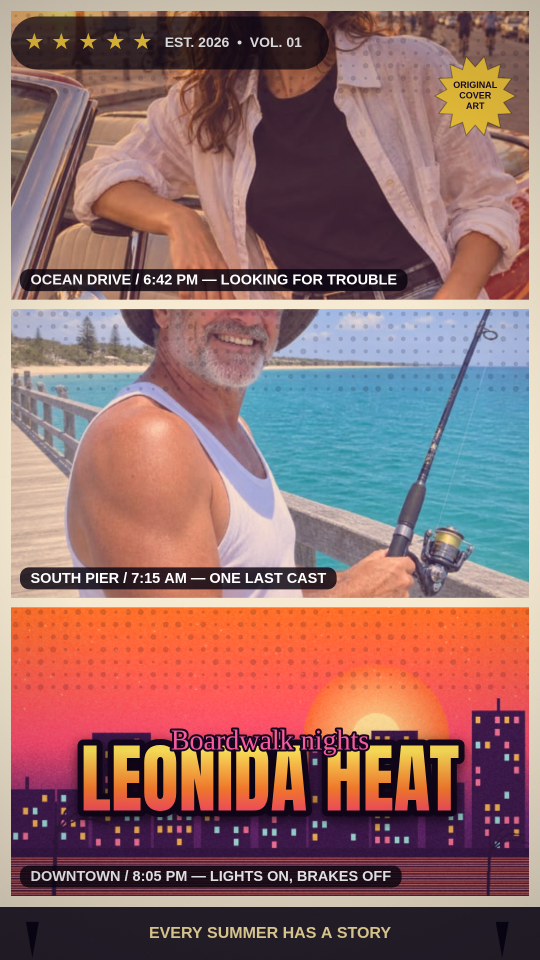 ★ ★ ★ ★ ★ EST. 2026 • VOL. 01
ORIGINAL
COVER
ART
OCEAN DRIVE / 6:42 PM — LOOKING FOR TROUBLE
SOUTH PIER / 7:15 AM — ONE LAST CAST
Boardwalk nights
LEONIDA HEAT
DOWNTOWN / 8:05 PM — LIGHTS ON, BRAKES OFF
EVERY SUMMER HAS A STORY